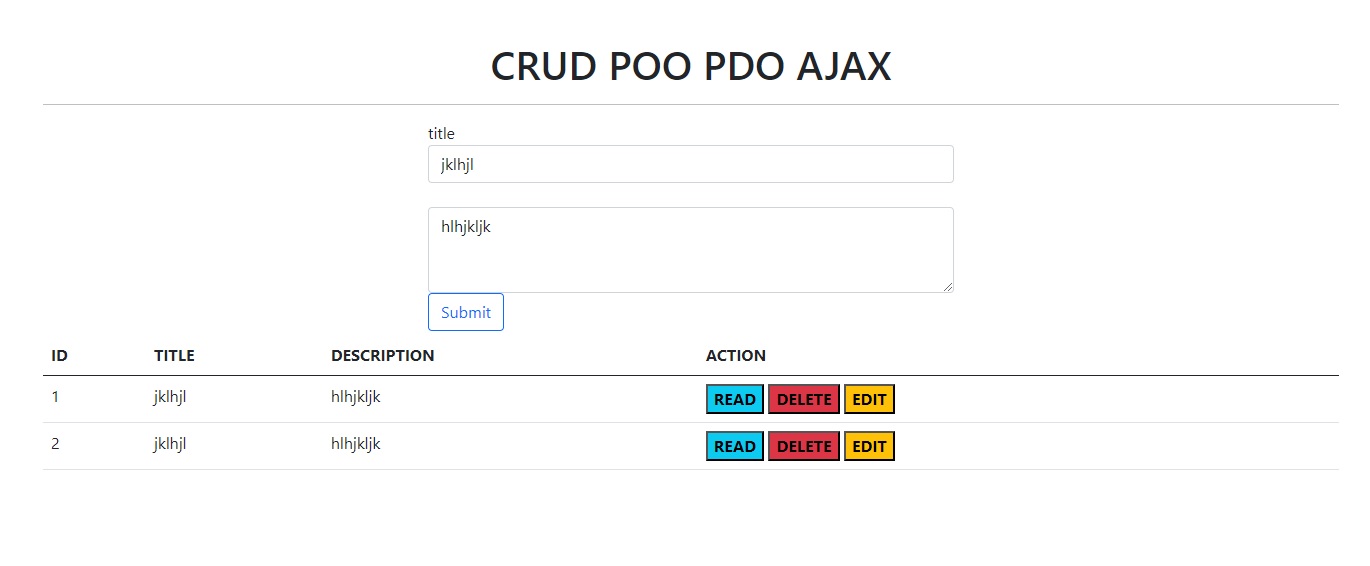 CRUD POO PDO AJAX
title
jklhjl
hlhjkljk
Submit
ID TITLE DESCRIPTION ACTION
1 jklhjl hlhjkljk READ DELETE EDIT
2 jklhjl hlhjkljk READ DELETE EDIT